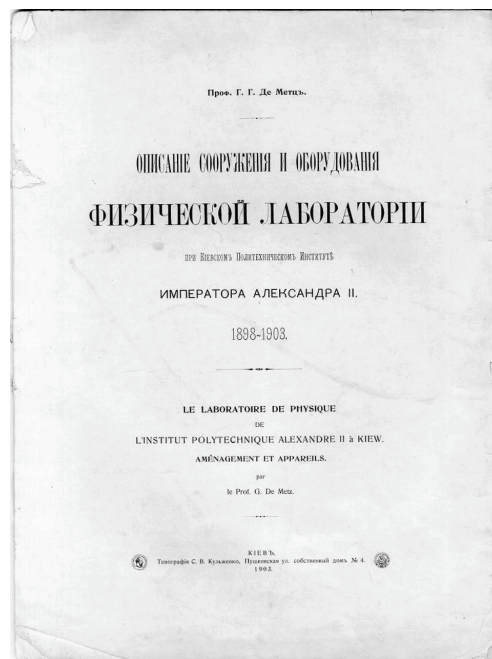 Проф. Г. Г. Де Метцъ.
ОПИСАНІЕ СООРУЖЕНІЯ И ОБОРУДОВАНІЯ
ФИЗИЧЕСКОЙ ЛАБОРАТОРІИ
ПРИ КІЕВСКОМЪ ПОЛИТЕХНИЧЕСКОМЪ ИНСТИТУТѢ
ИМПЕРАТОРА АЛЕКСАНДРА II.
1898-1903.
LE LABORATOIRE DE PHYSIQUE
DE
L'INSTITUT POLYTECHNIQUE ALEXANDRE II à KIEW.
AMÉNAGEMENT ET APPAREILS.
par
le Prof. G. De Metz.
КІЕВЪ,
Типографія С. В. Кульженко, Пушкинская ул. собственный домъ № 4.
1903.